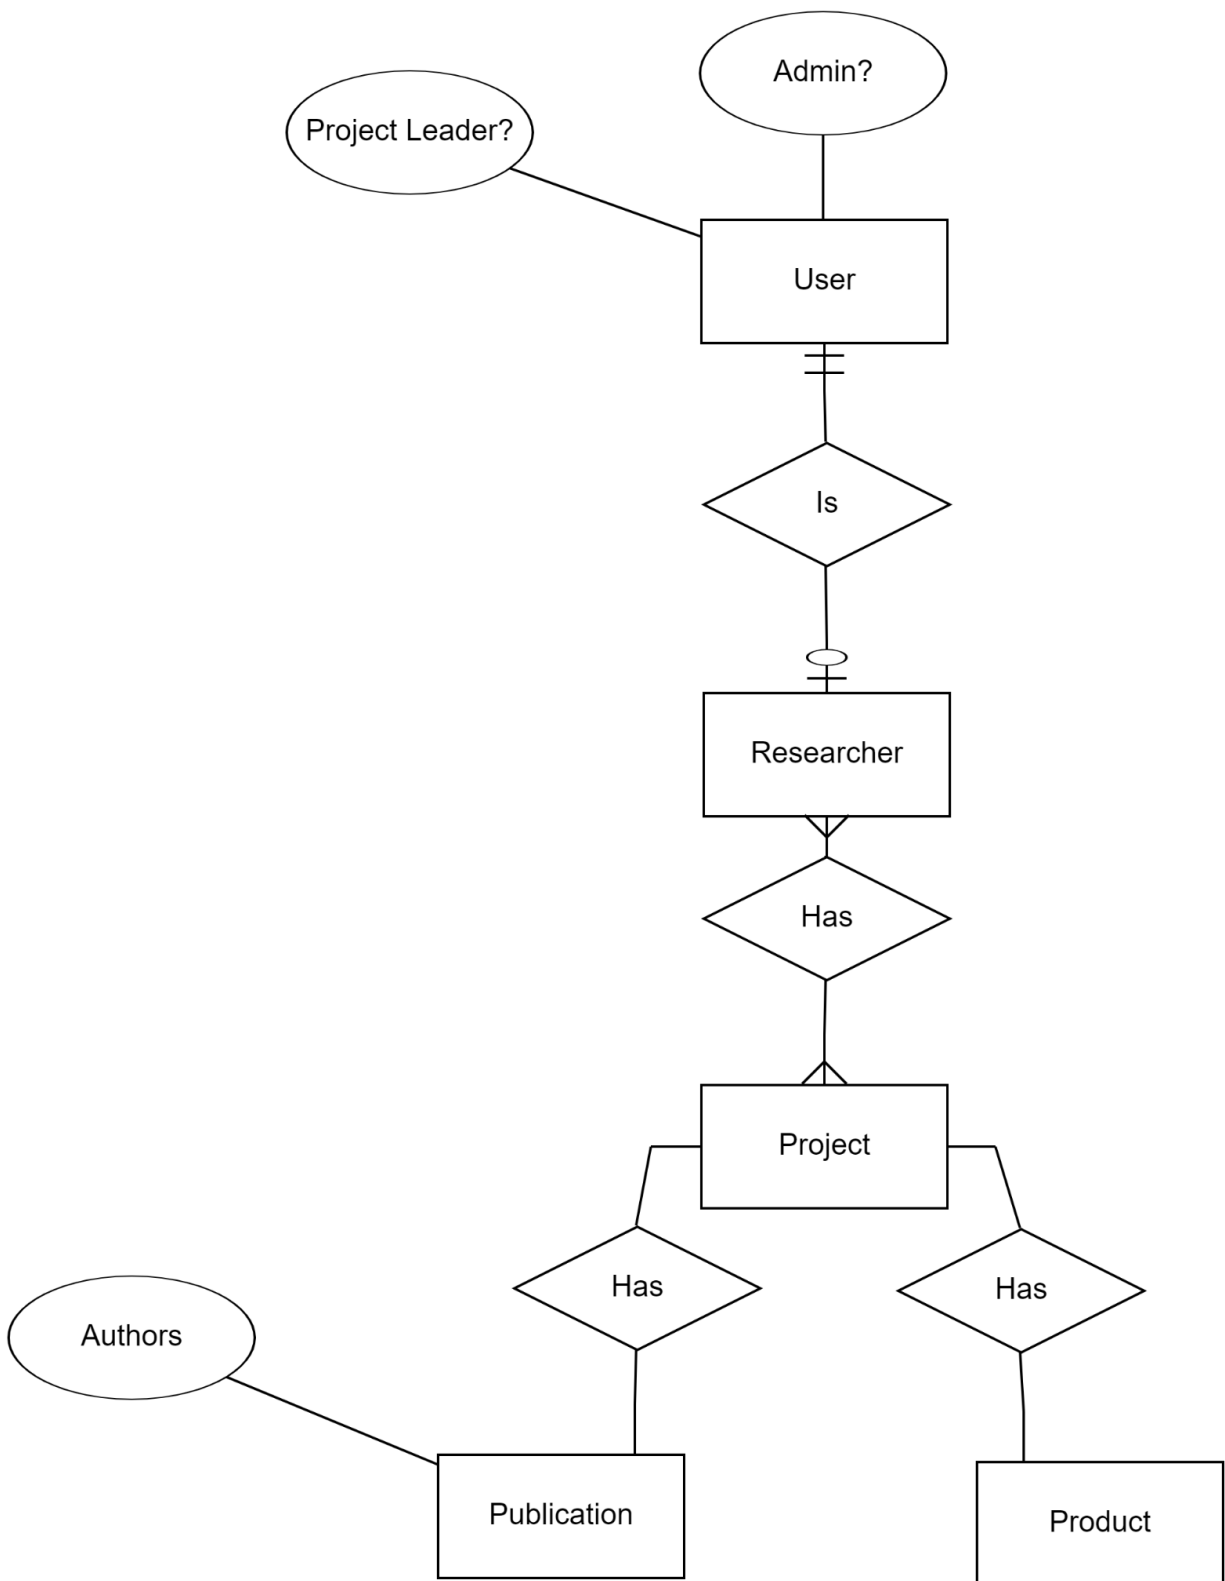 Admin?
Project Leader?
User
Is
Researcher
Has
Project
Has
Has
Authors
Publication
Product